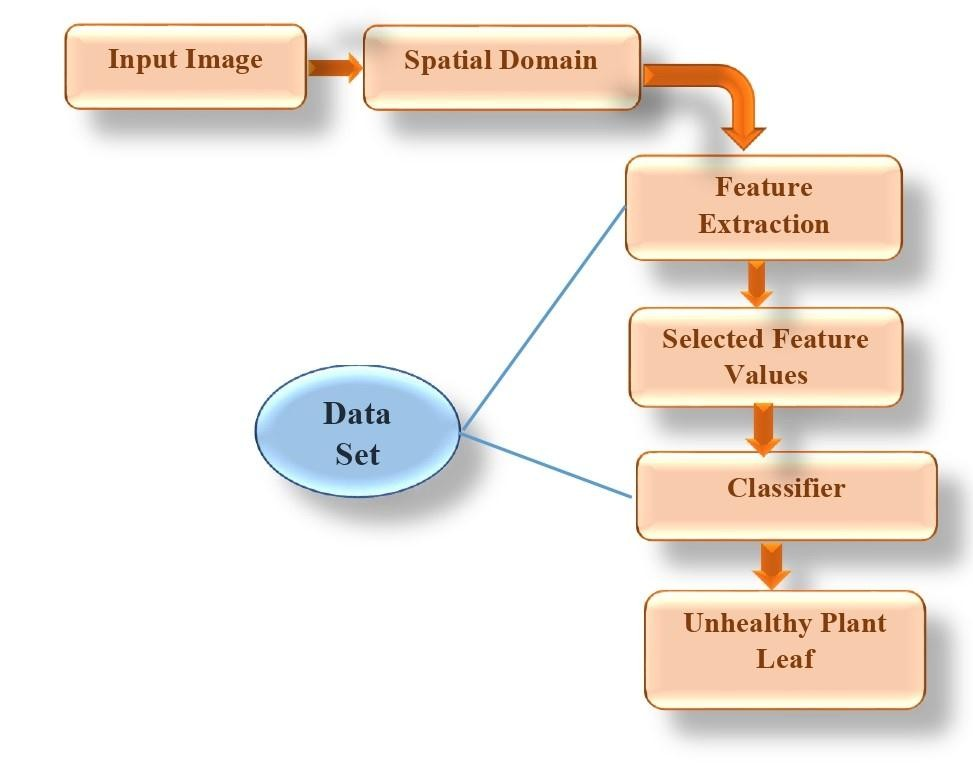 Input Image
Spatial Domain
Feature
Extraction
Selected Feature
Values
Data
Set
Classifier
Unhealthy Plant
Leaf